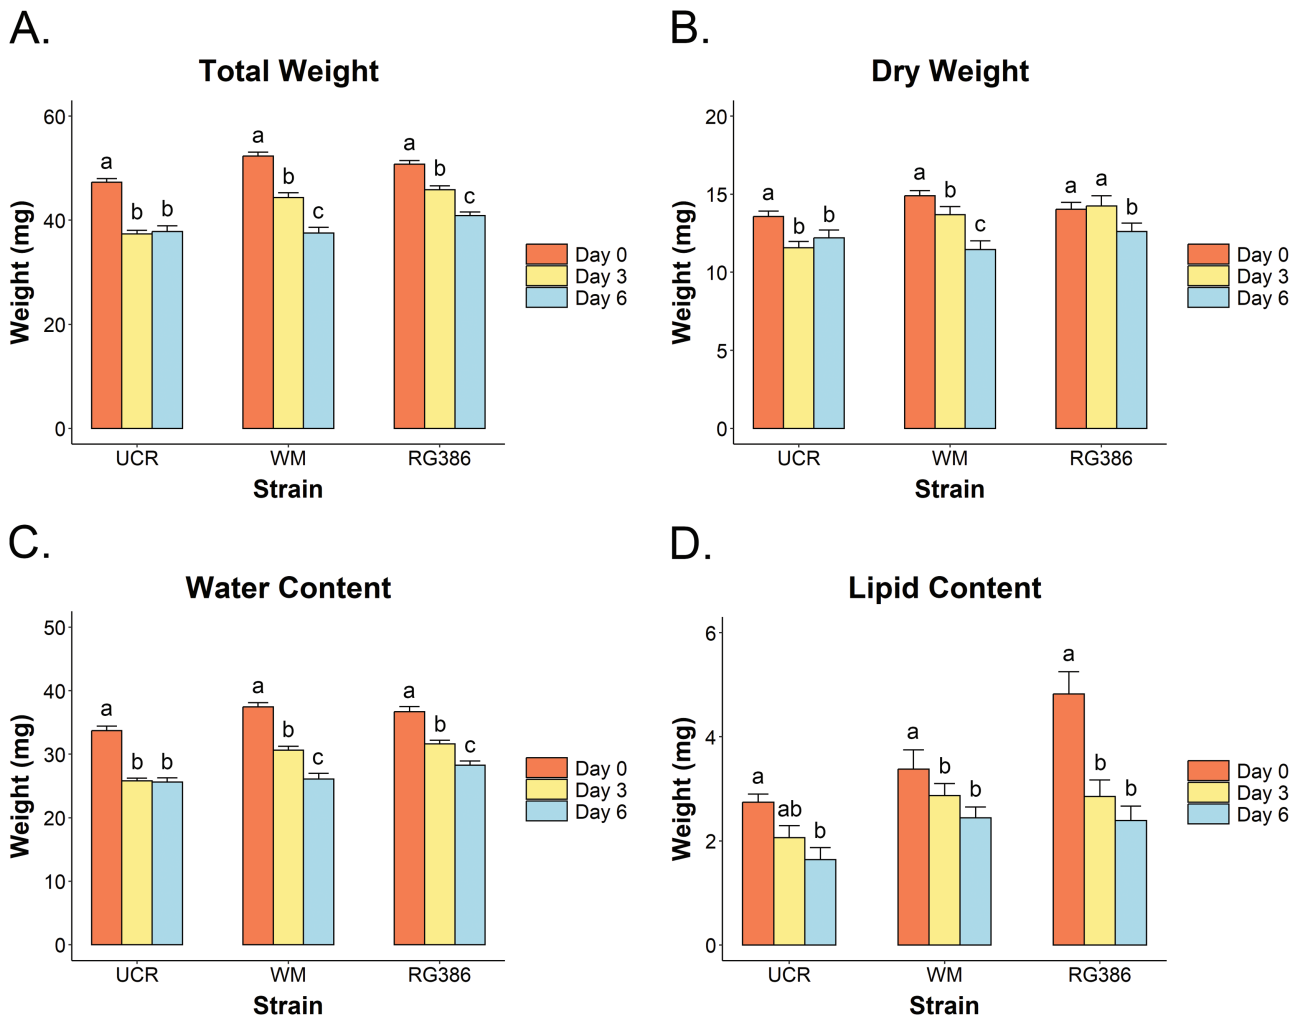 A.
Total Weight
Weight (mg)
60
40
20
0
a
b
b
a
b
c
a
b
c
UCR
WM
RG386
Strain
Day 0
Day 3
Day 6
B.
Dry Weight
Weight (mg)
20
15
10
5
0
a
b
b
a
b
c
a
a
b
UCR
WM
RG386
Strain
Day 0
Day 3
Day 6
C.
Water Content
Weight (mg)
50
40
30
20
10
0
a
b
b
a
b
c
a
b
c
UCR
WM
RG386
Strain
Day 0
Day 3
Day 6
D.
Lipid Content
Weight (mg)
6
4
2
0
a
ab
b
a
b
b
a
b
b
UCR
WM
RG386
Strain
Day 0
Day 3
Day 6